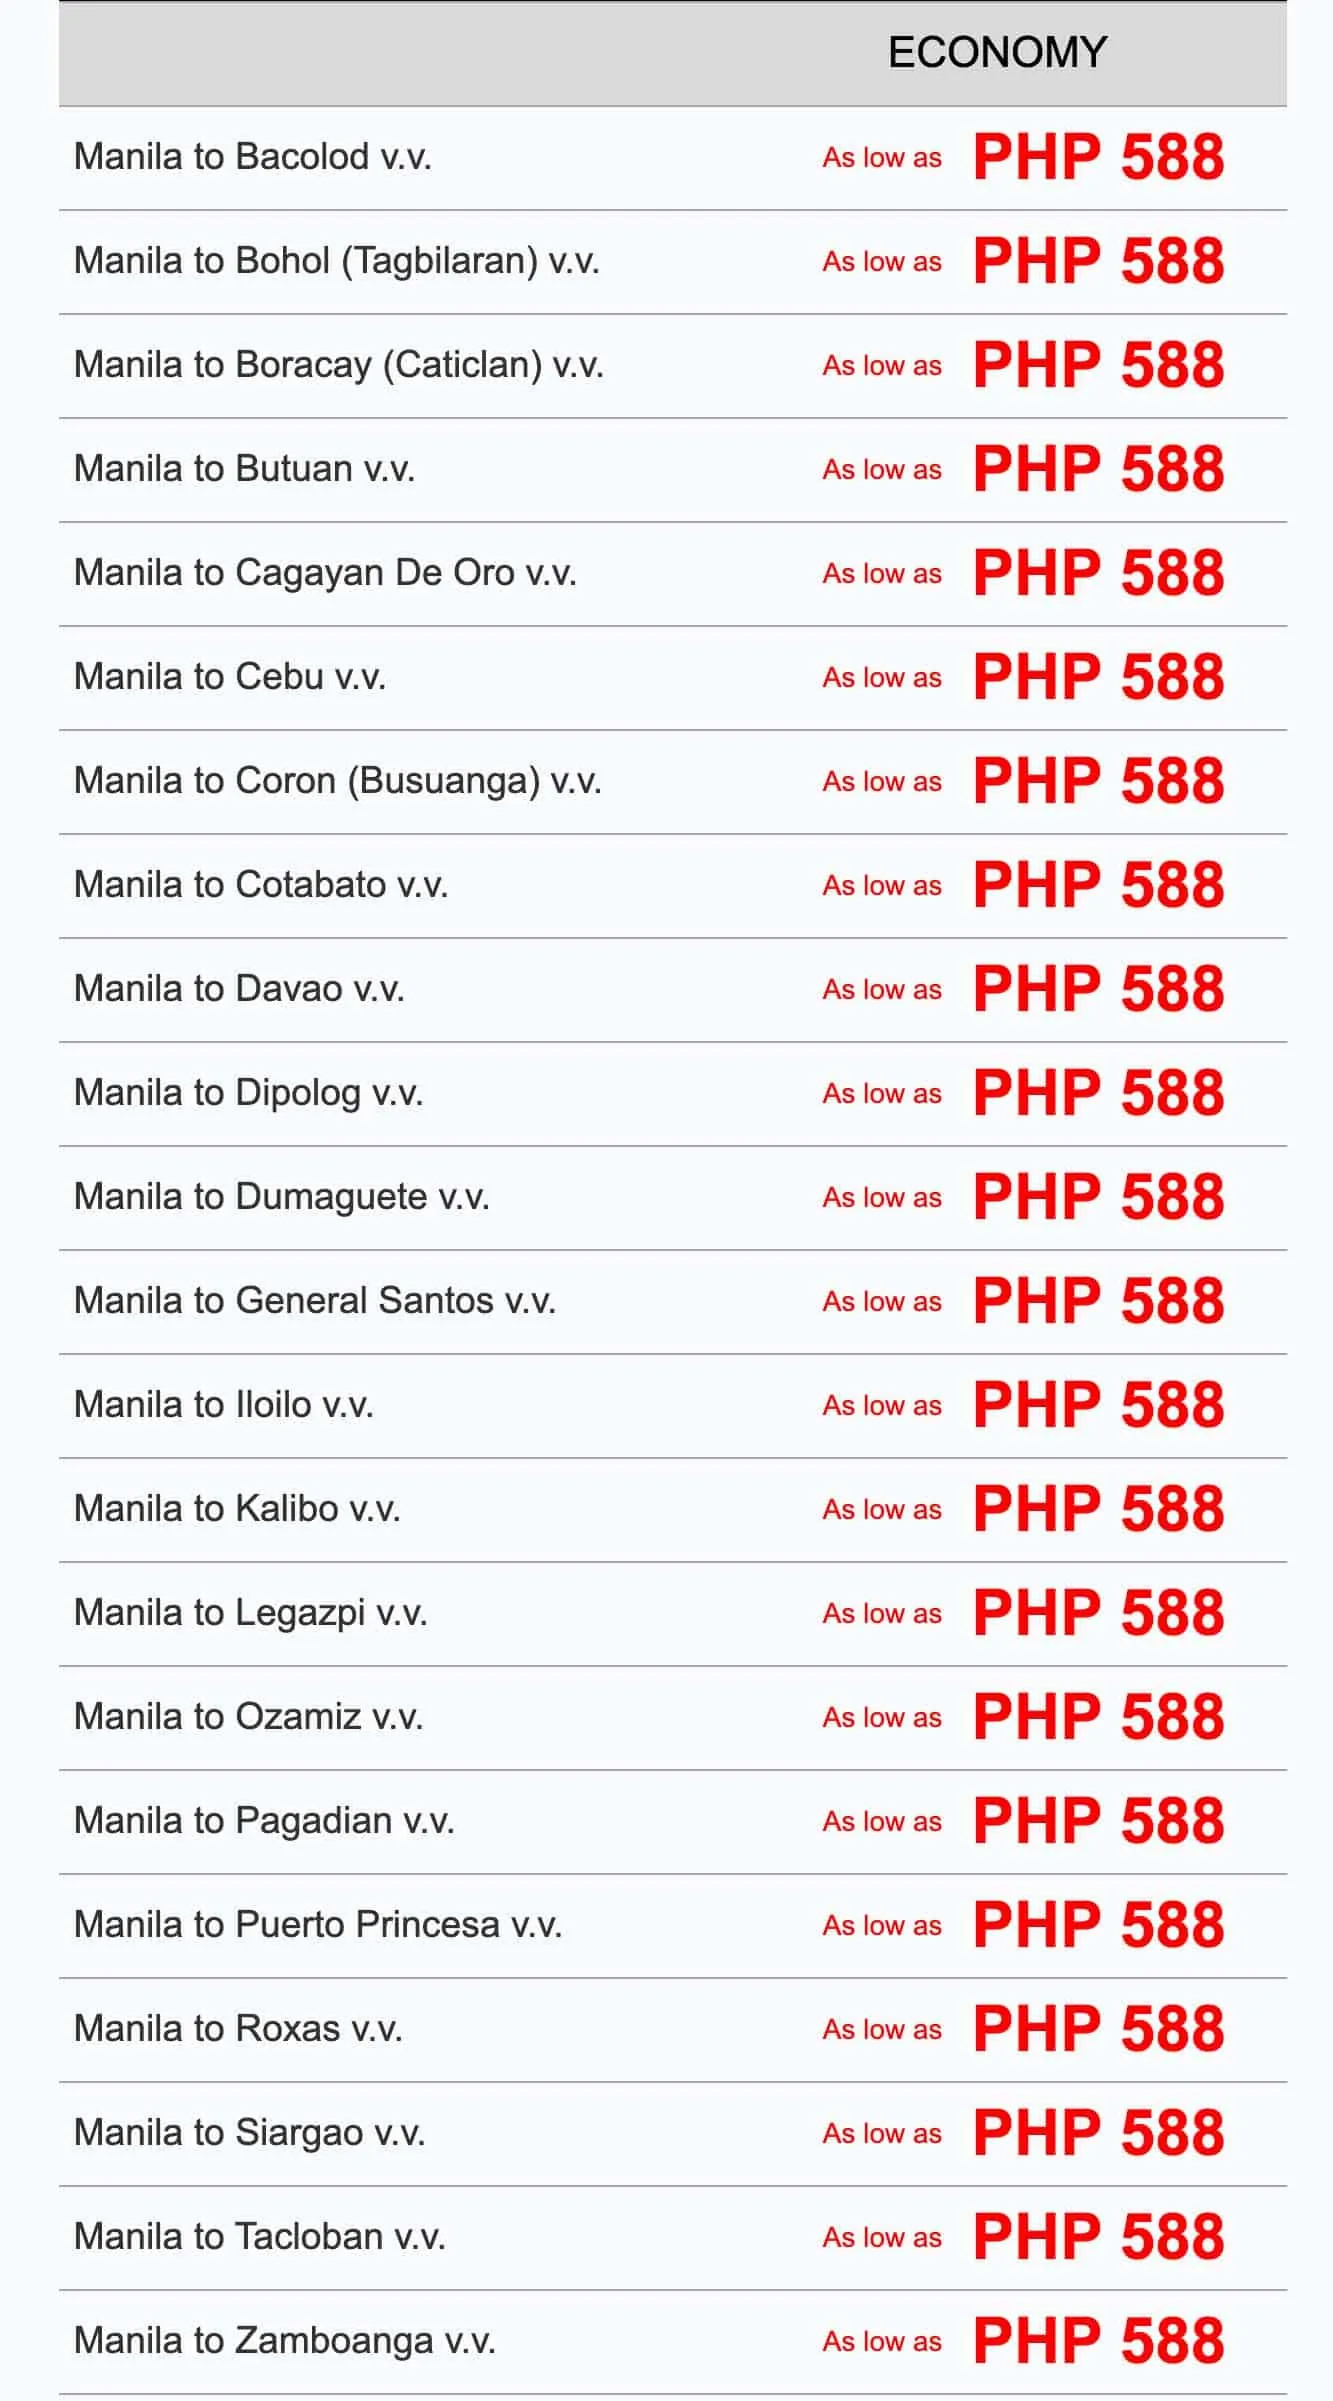 ECONOMY
Manila to Bacolod v.v. As low as PHP 588
Manila to Bohol (Tagbilaran) v.v. As low as PHP 588
Manila to Boracay (Caticlan) v.v. As low as PHP 588
Manila to Butuan v.v. As low as PHP 588
Manila to Cagayan De Oro v.v. As low as PHP 588
Manila to Cebu v.v. As low as PHP 588
Manila to Coron (Busuanga) v.v. As low as PHP 588
Manila to Cotabato v.v. As low as PHP 588
Manila to Davao v.v. As low as PHP 588
Manila to Dipolog v.v. As low as PHP 588
Manila to Dumaguete v.v. As low as PHP 588
Manila to General Santos v.v. As low as PHP 588
Manila to Iloilo v.v. As low as PHP 588
Manila to Kalibo v.v. As low as PHP 588
Manila to Legazpi v.v. As low as PHP 588
Manila to Ozamiz v.v. As low as PHP 588
Manila to Pagadian v.v. As low as PHP 588
Manila to Puerto Princesa v.v. As low as PHP 588
Manila to Roxas v.v. As low as PHP 588
Manila to Siargao v.v. As low as PHP 588
Manila to Tacloban v.v. As low as PHP 588
Manila to Zamboanga v.v. As low as PHP 588